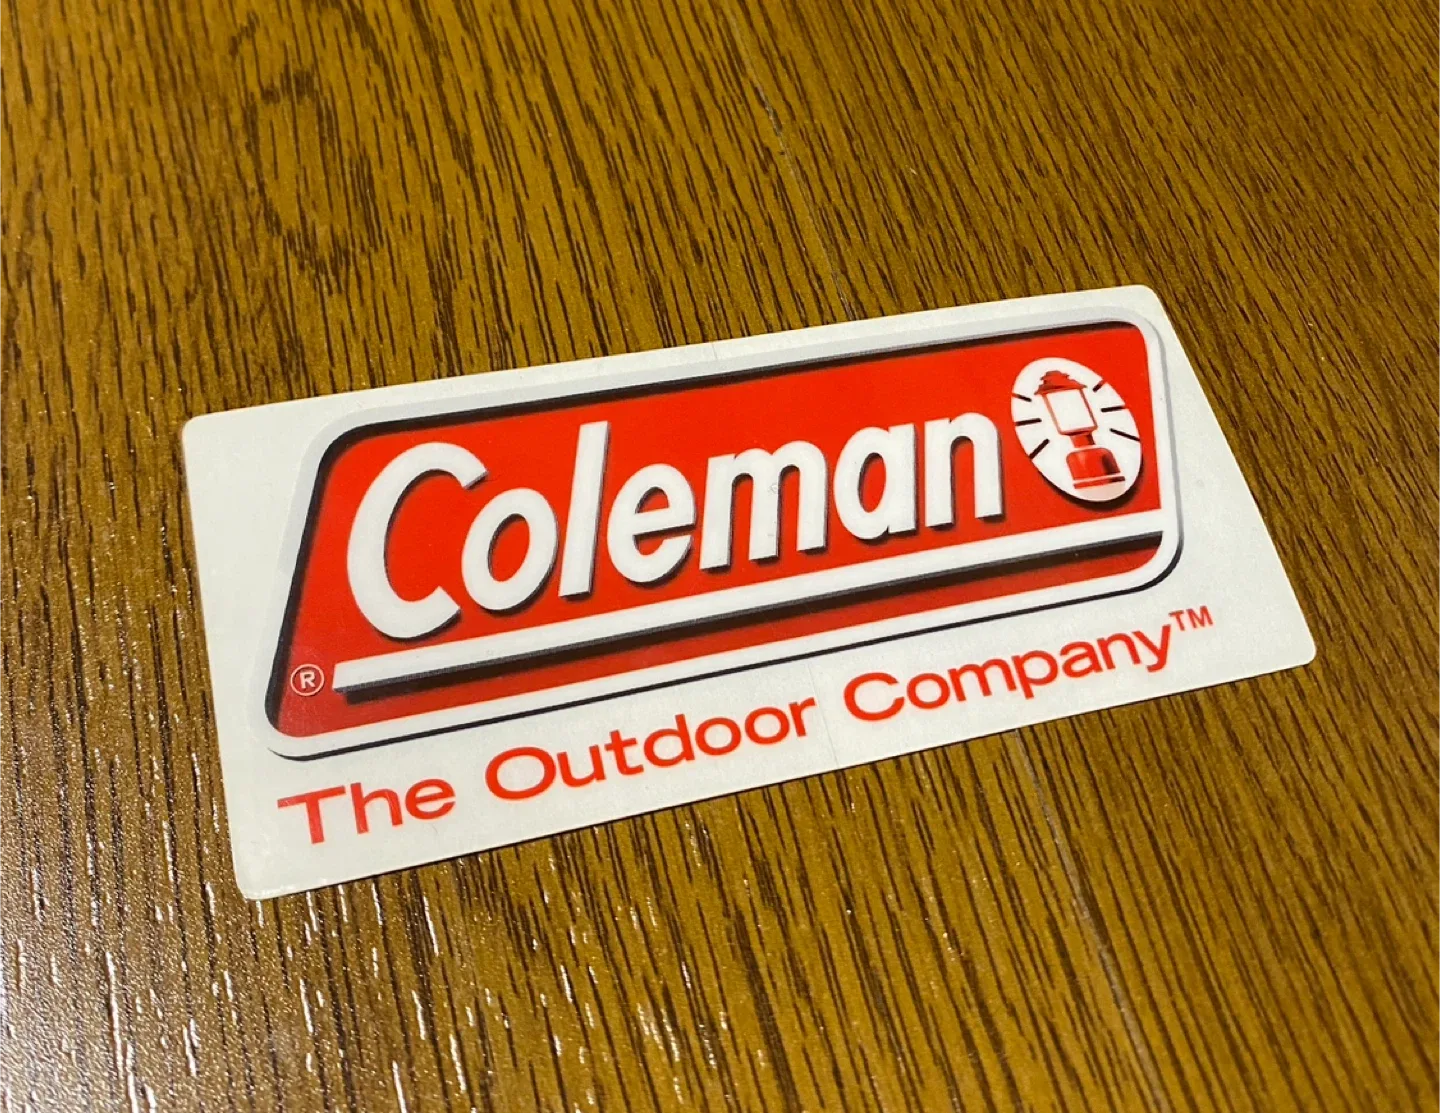 Coleman
®
The Outdoor Company™